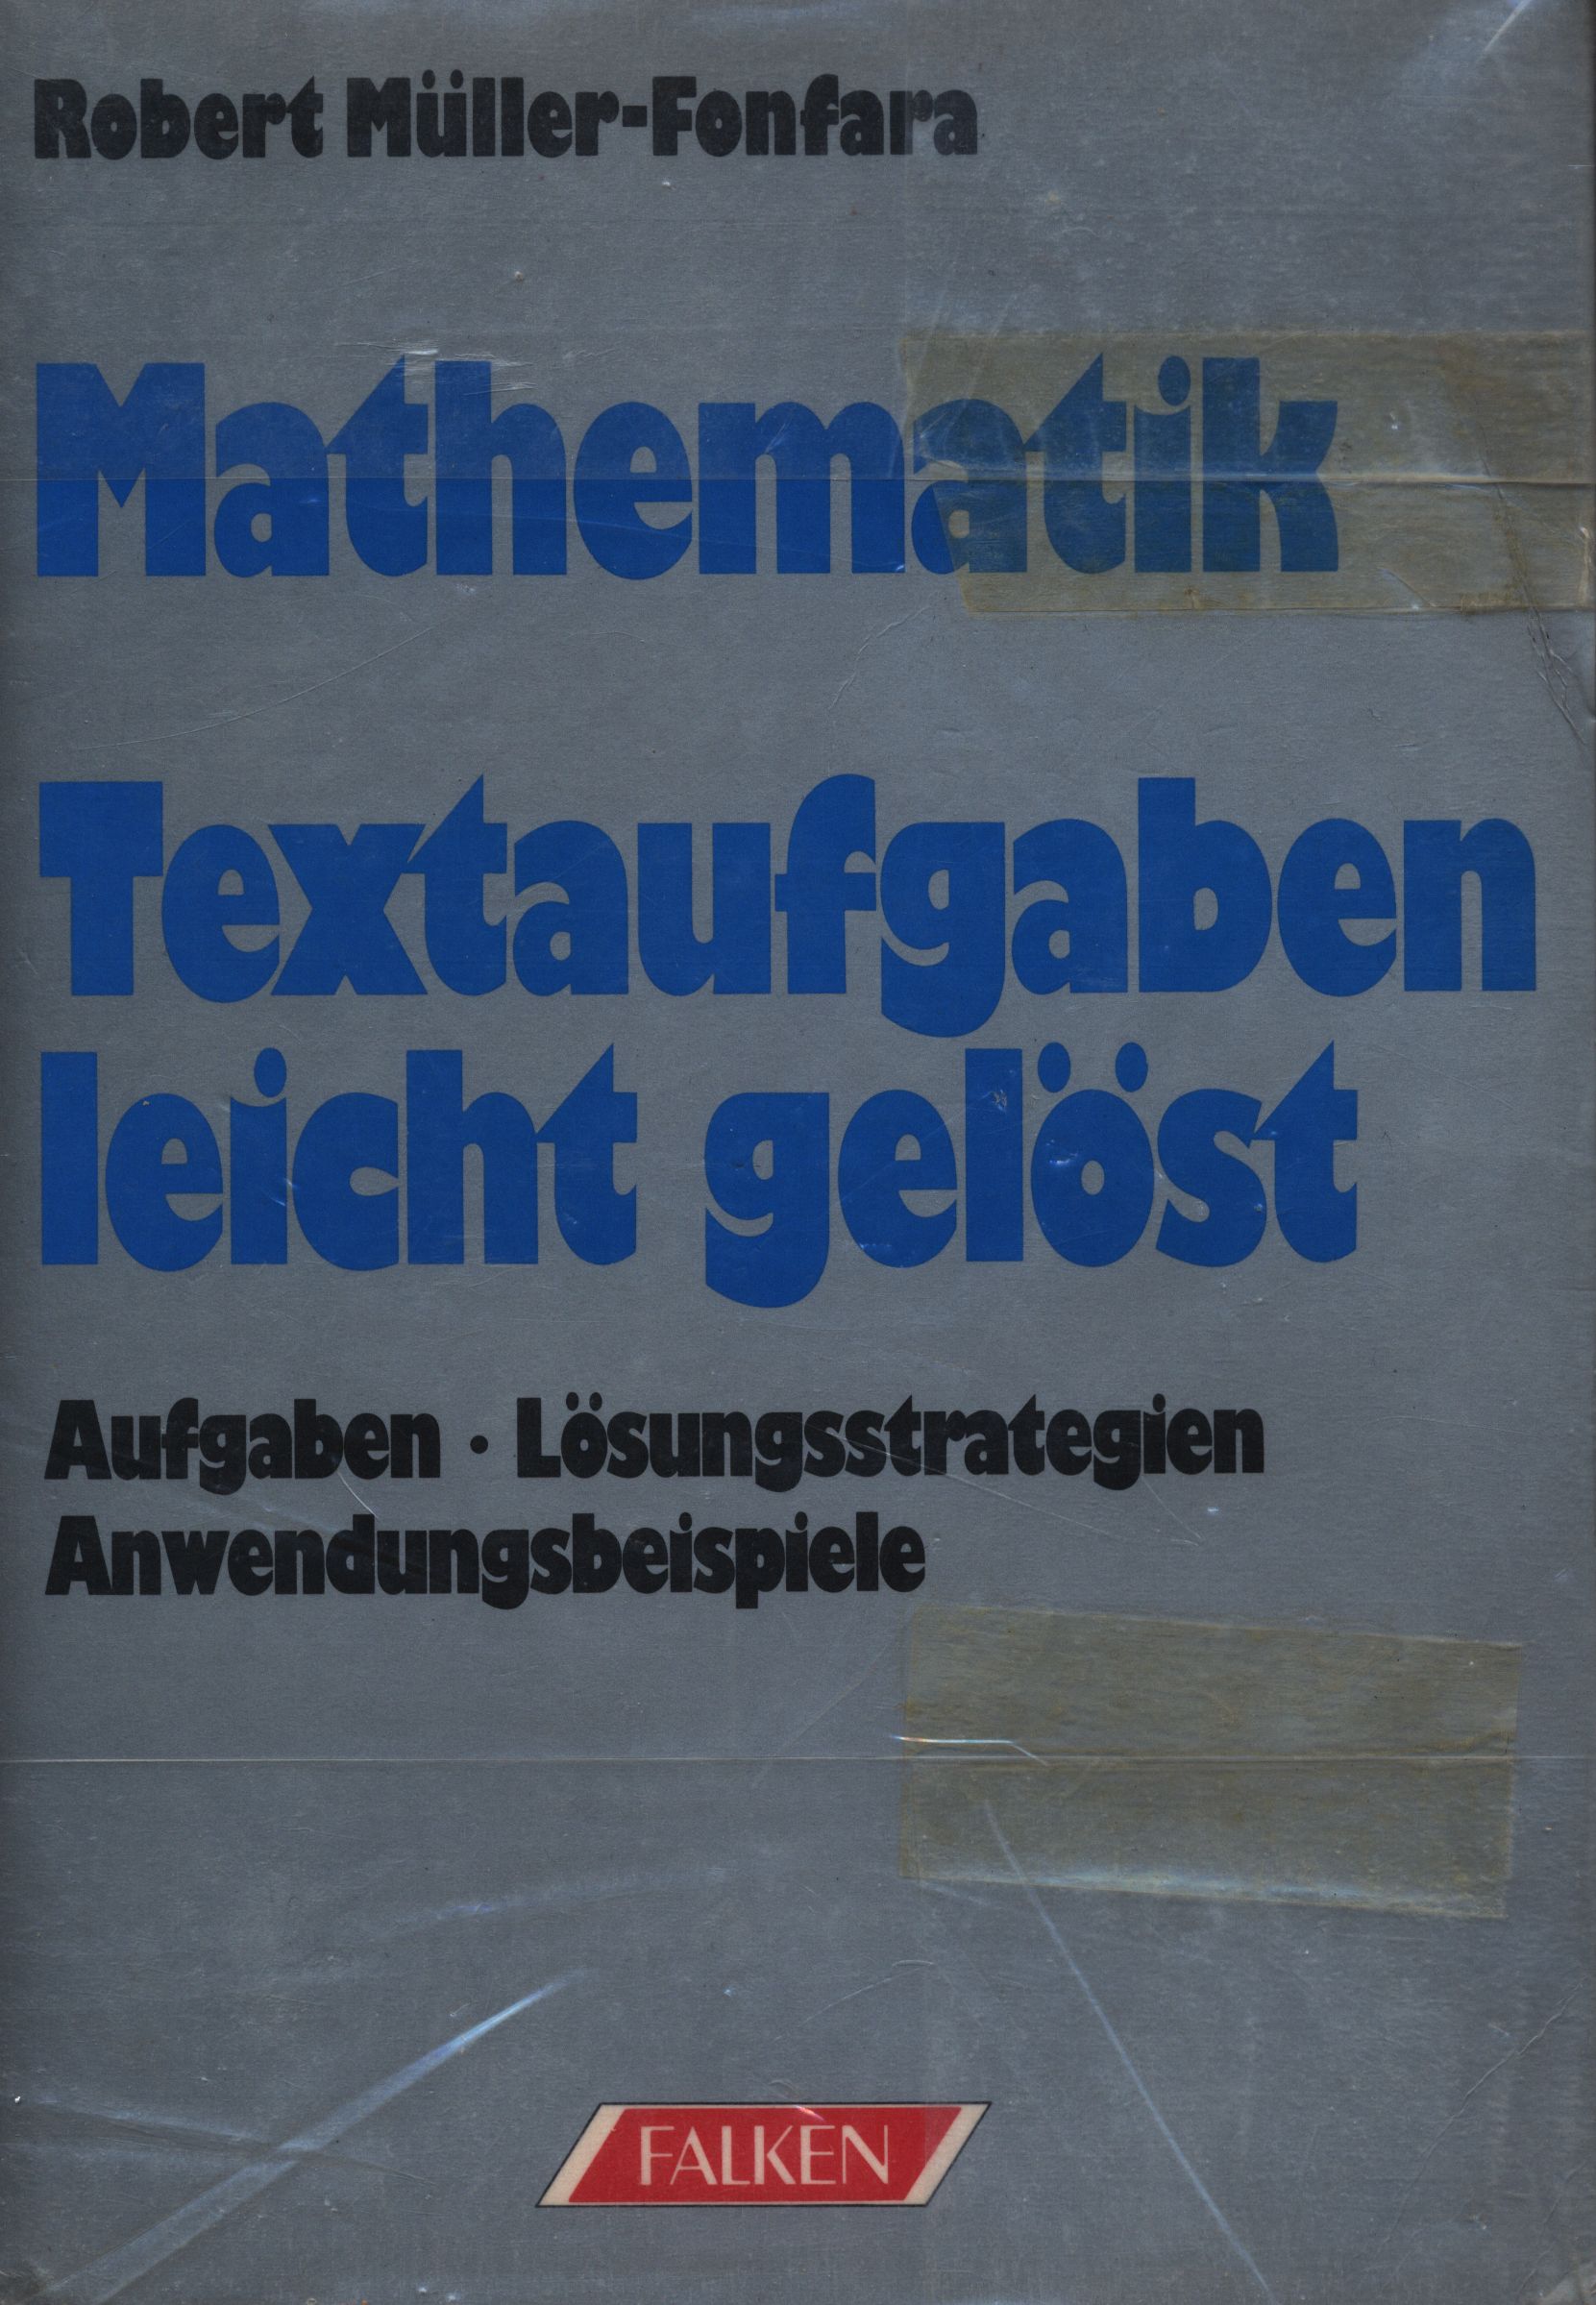 Robert Müller-Fonfara
Mathematik
Textaufgaben
leicht gelöst
Aufgaben · Lösungsstrategien
Anwendungsbeispiele
FALKEN